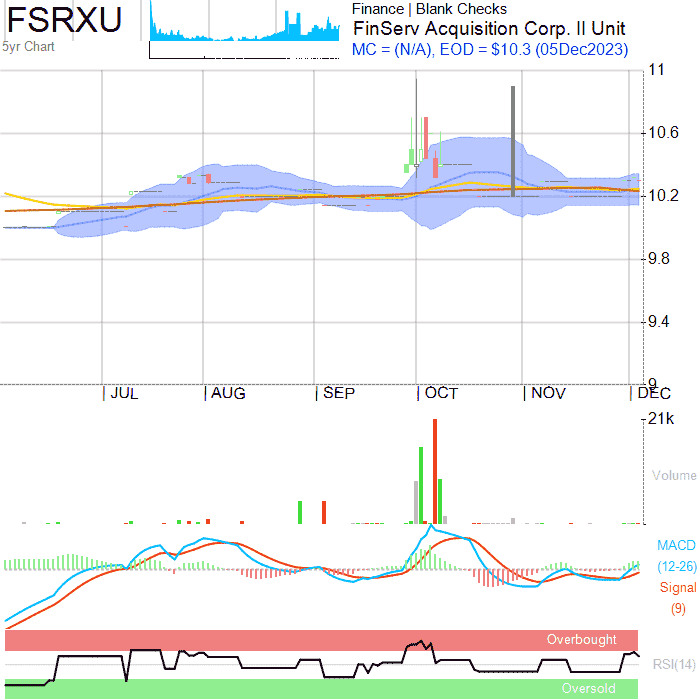 FSRXU
5yr Chart
Finance | Blank Checks
FinServ Acquisition Corp. II Unit
MC = (N/A), EOD = $10.3 (05Dec2023)
11
10.6
10.2
9.8
9.4
9
JUL AUG SEP OCT NOV DEC
21k
Volume
MACD
(12-26)
Signal
(9)
Overbought
RSI(14)
Oversold